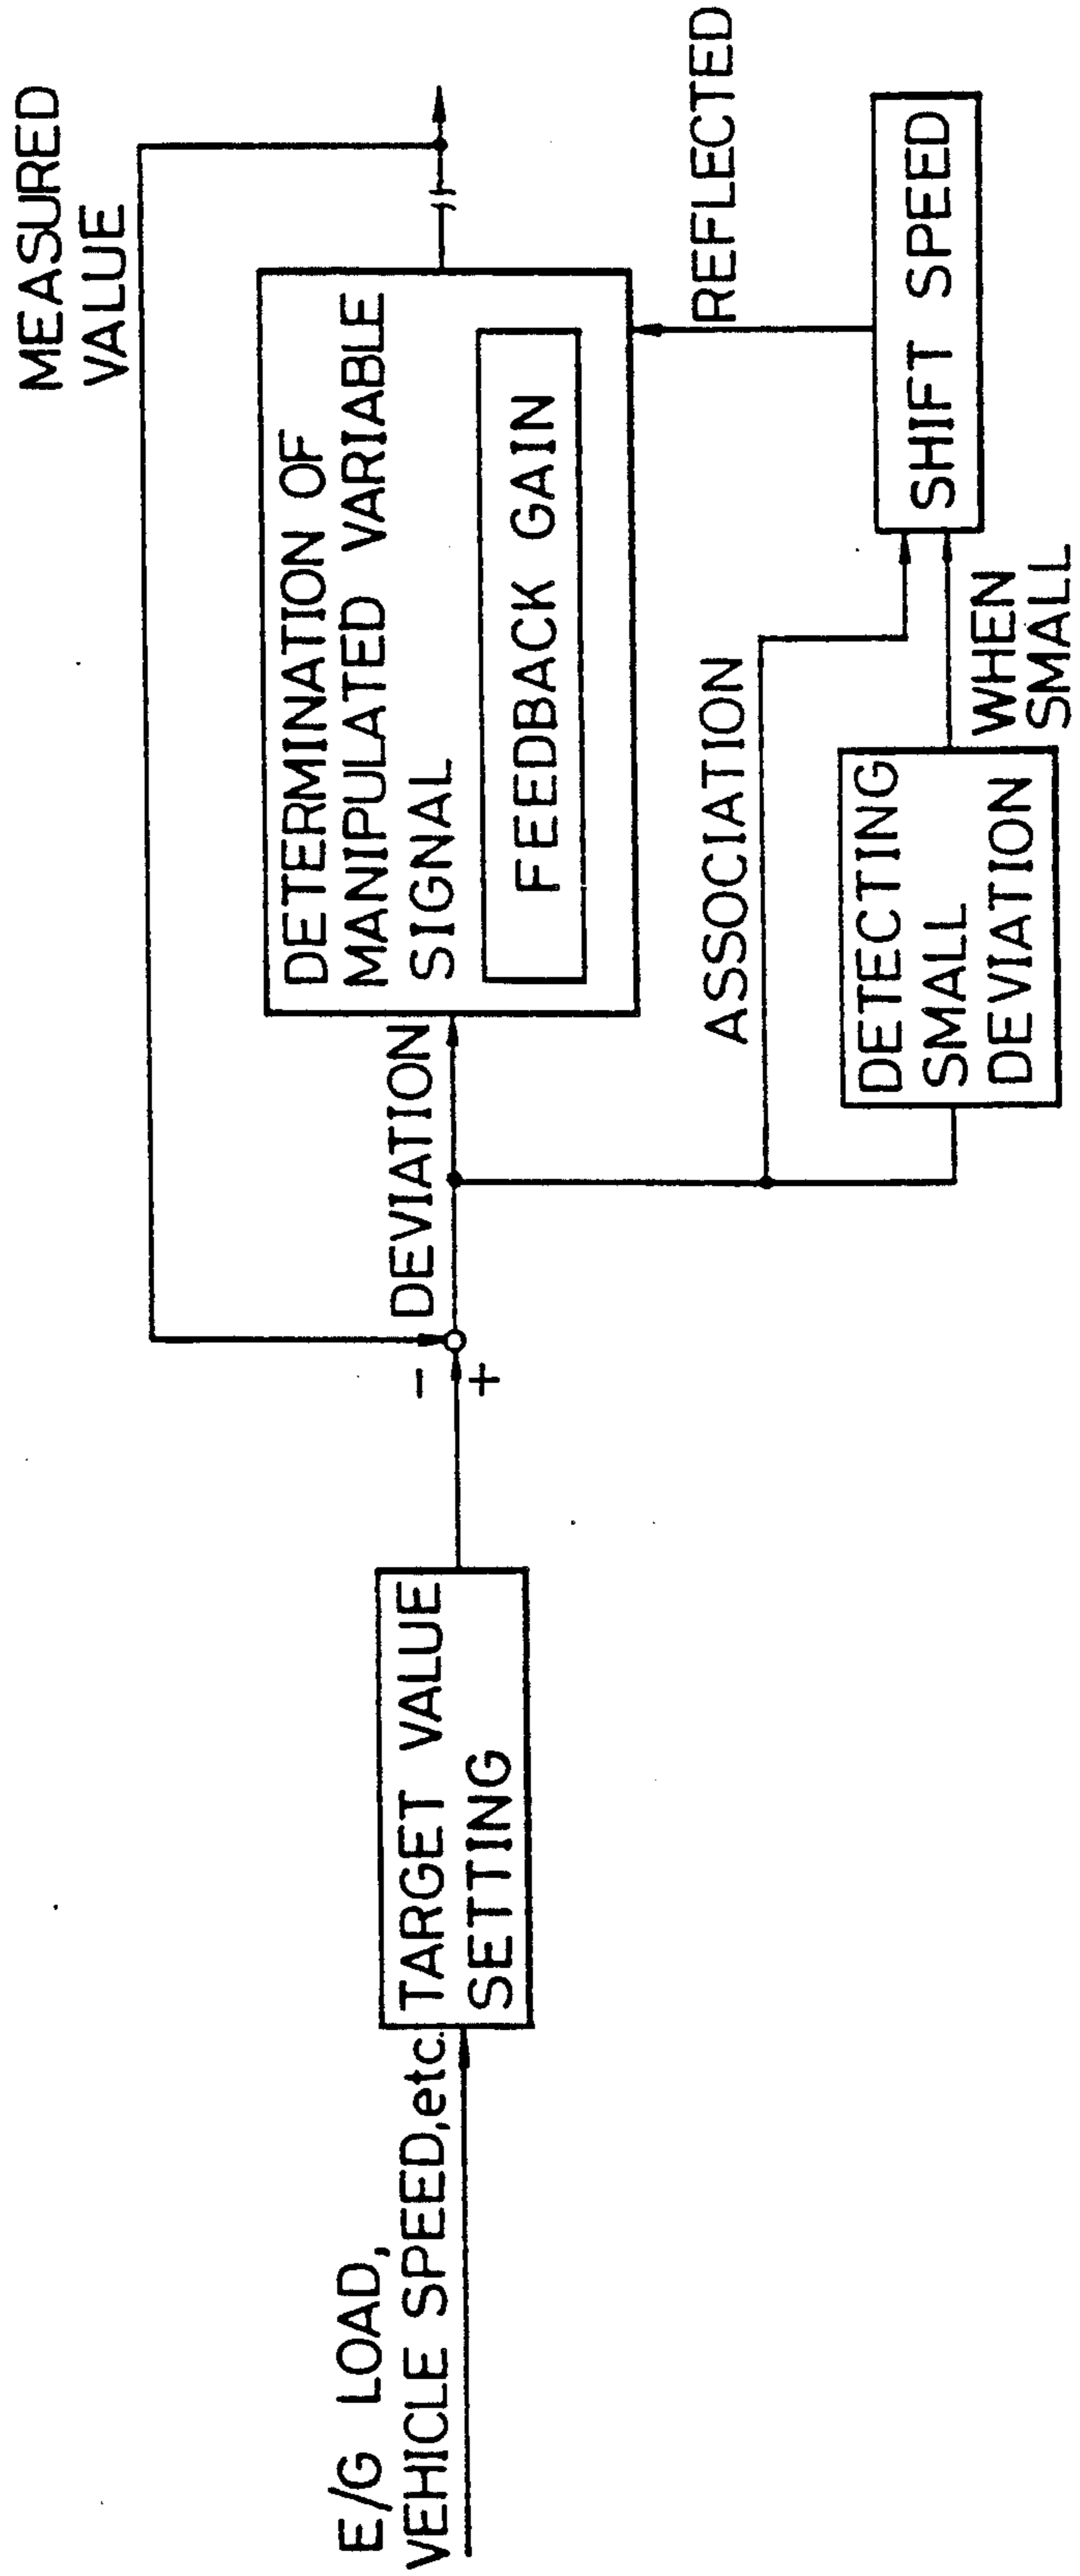 E/G LOAD,
VEHICLE SPEED,etc.
TARGET VALUE
SETTING
-
+
DEVIATION
MEASURED
VALUE
DETERMINATION OF
MANIPULATED VARIABLE
SIGNAL
FEEDBACK GAIN
ASSOCIATION
REFLECTED
DETECTING
SMALL
DEVIATION
WHEN
SMALL
SHIFT SPEED